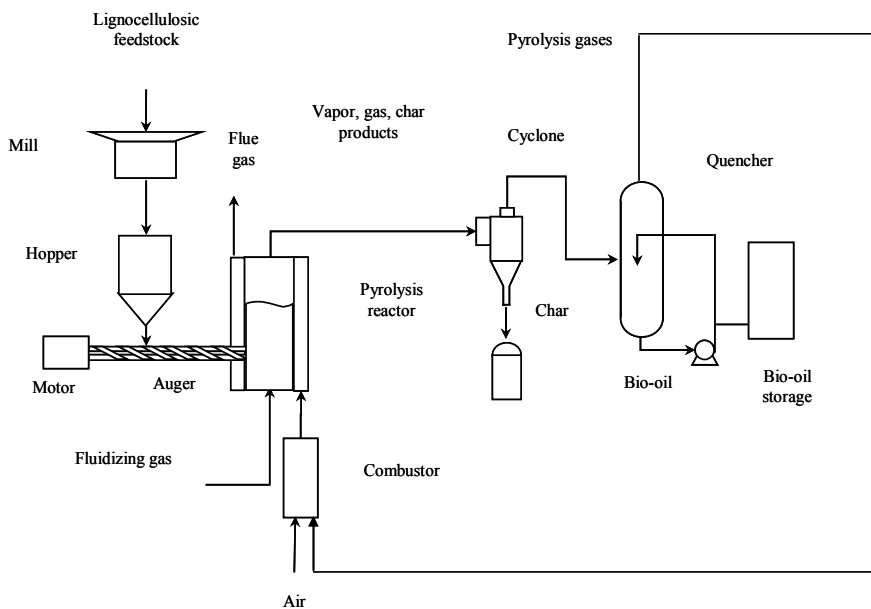 Lignocellulosic
feedstock
Pyrolysis gases
Vapor, gas, char
products
Mill
Flue
gas
Cyclone
Quencher
Hopper
Pyrolysis
reactor
Char
Motor
Auger
Bio-oil
Bio-oil
storage
Fluidizing gas
Combustor
Air